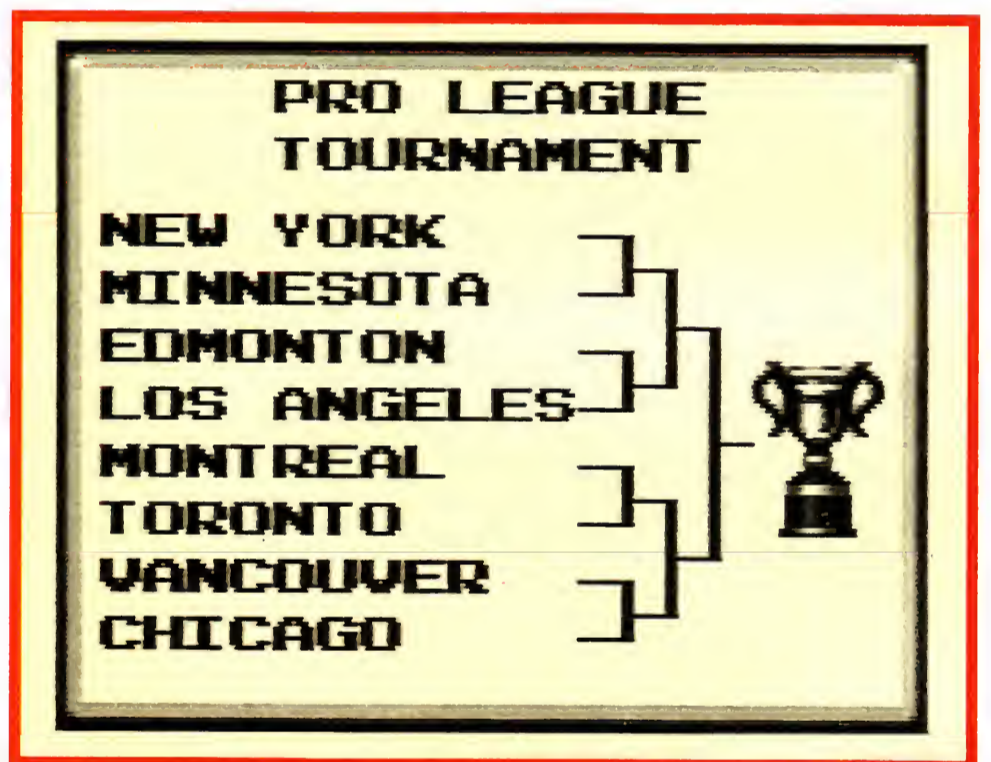 PRO LEAGUE
TOURNAMENT
NEW YORK
MINNESOTA
EDMONTON
LOS ANGELES
MONTREAL
TORONTO
VANCOUVER
CHICAGO